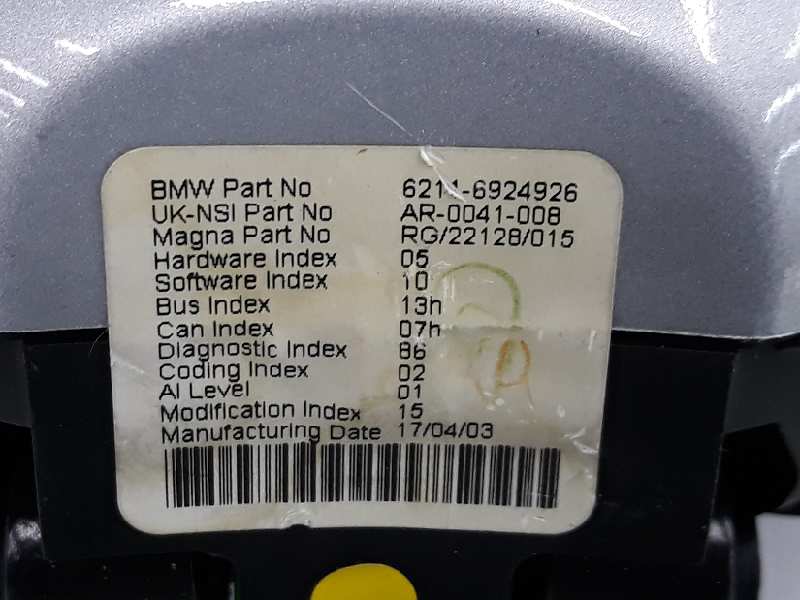 BMW Part No 6211-6924926
UK-NSI Part No AR-0041-008
Magna Part No RG/22128/015
Hardware Index 05
Software Index 10
Bus Index 13h
Can Index 07h
Diagnostic Index 86
Coding Index 02
AI Level 01
Modification Index 15
Manufacturing Date 17/04/03